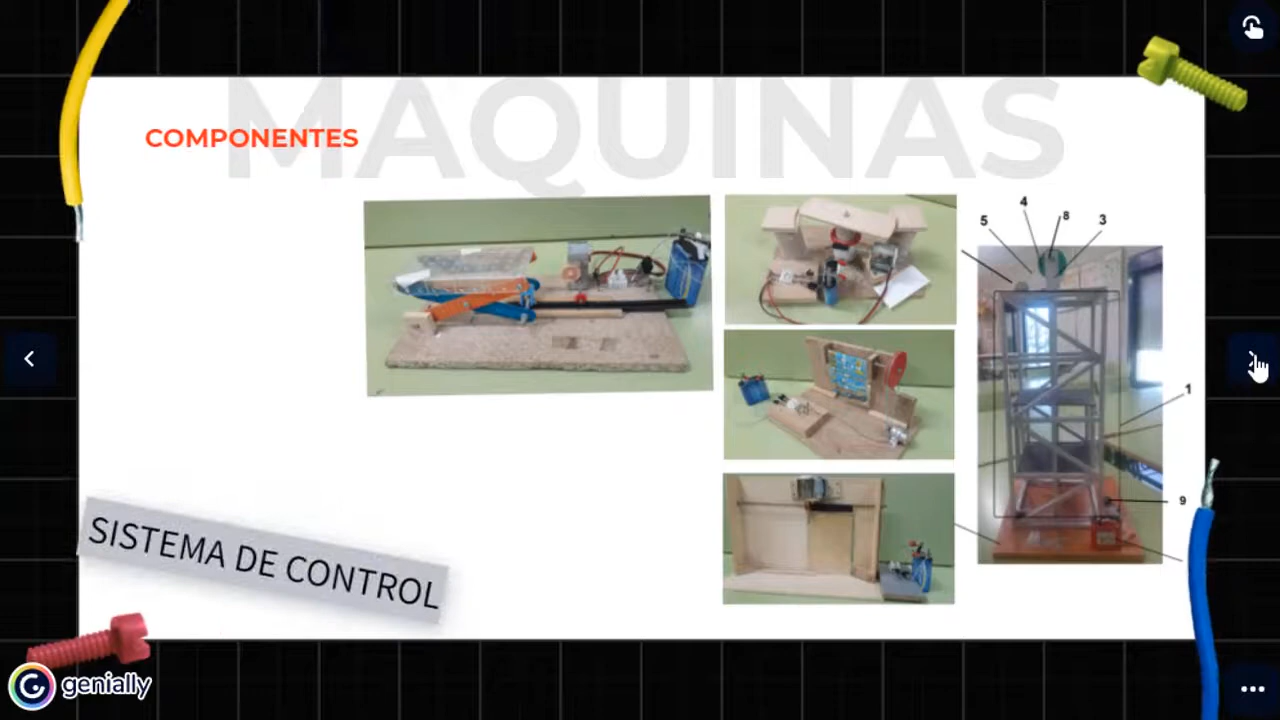 MAQUINAS
COMPONENTES
4
5
8
3
1
9
SISTEMA DE CONTROL
genially